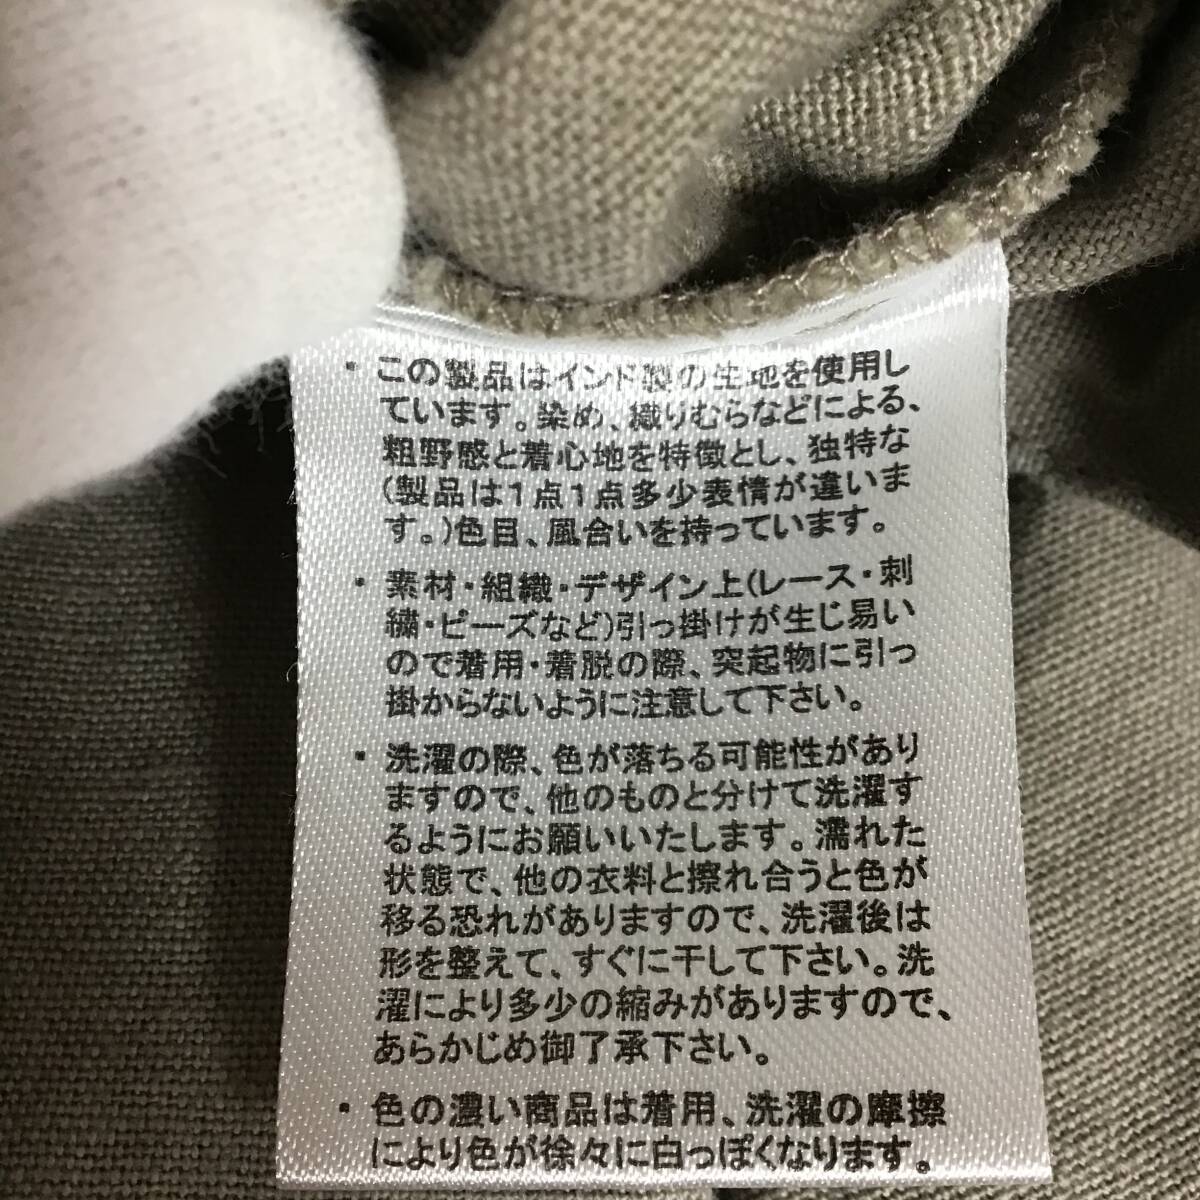 ・この製品はインド製の生地を使用し
ています。染め、織りむらなどによる、
粗野感と着心地を特徴とし、独特な
(製品は1点1点多少表情が違いま
す。)色目、風合いを持っています。
・素材・組織・デザイン上(レース・刺
繍・ビーズなど)引っ掛けが生じ易い
ので着用・着脱の際、突起物に引っ
掛からないように注意して下さい。
・洗濯の際、色が落ちる可能性があり
ますので、他のものと分けて洗濯す
るようにお願いいたします。濡れた
状態で、他の衣料と擦れ合うと色が
移る恐れがありますので、洗濯後は
形を整えて、すぐに干して下さい。洗
濯により多少の縮みがありますので、
あらかじめ御了承下さい。
・色の濃い商品は着用、洗濯の摩擦
により色が徐々に白っぽくなります。